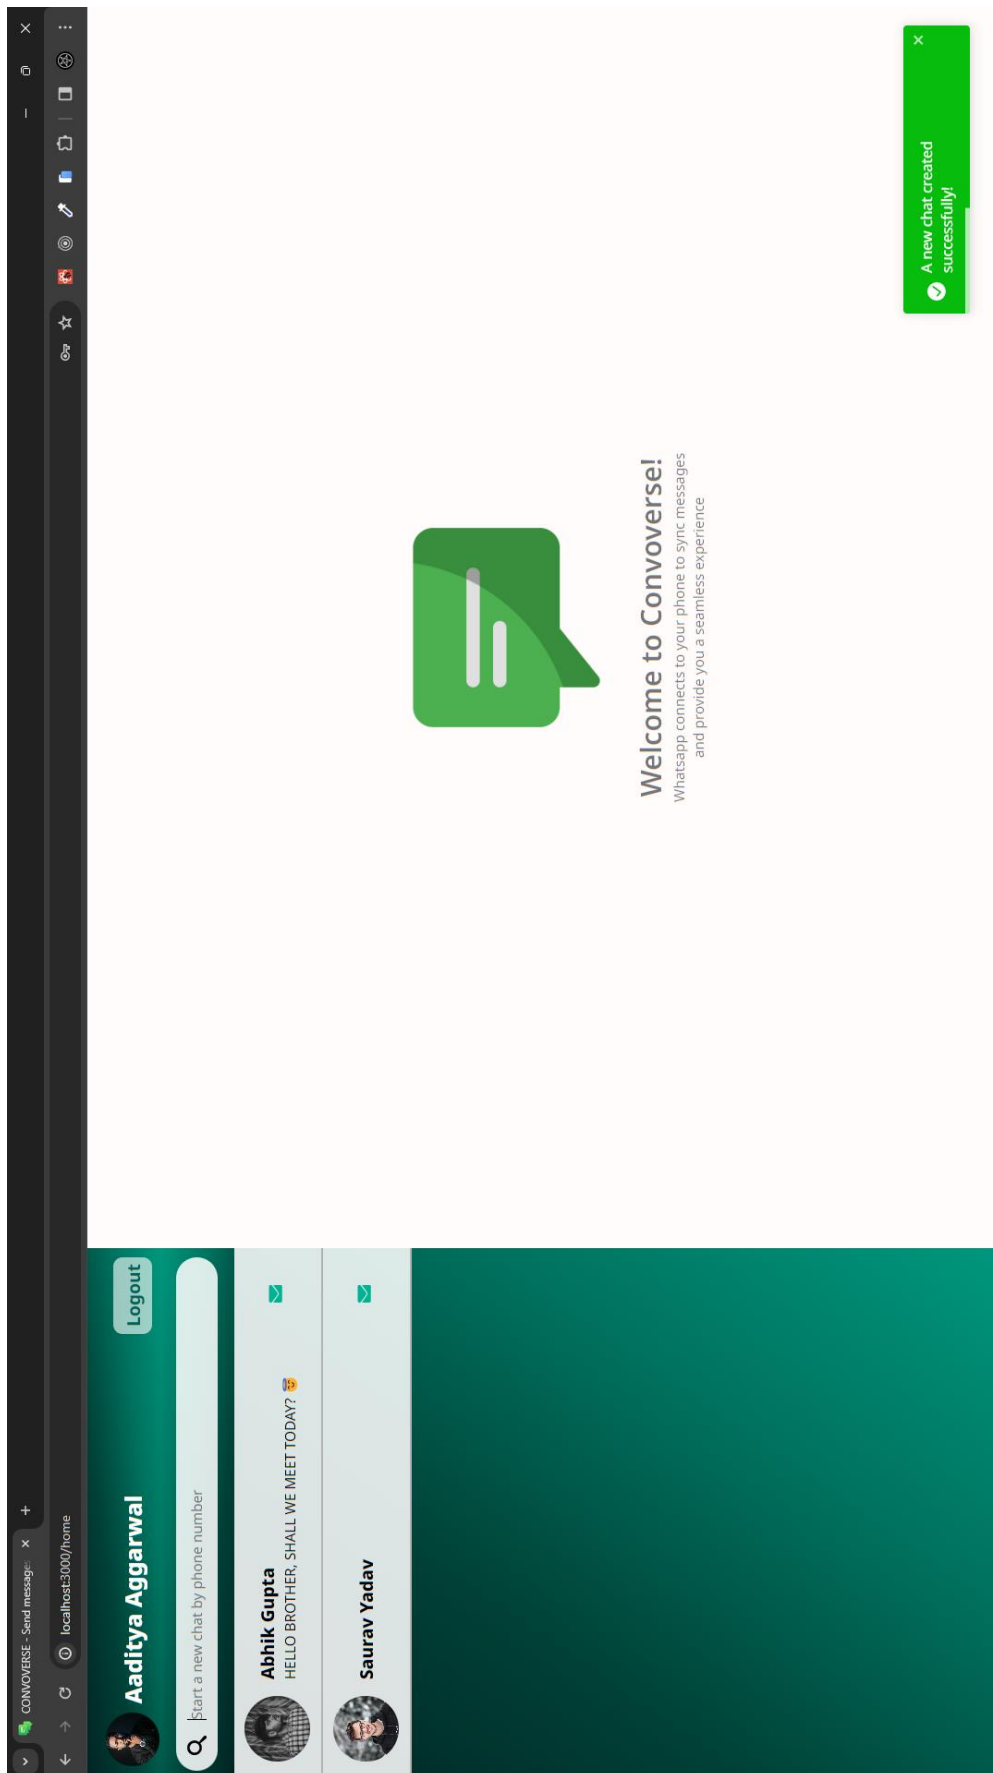 CONVOVERSE - Send message
localhost:3000/home
Aaditya Aggarwal
Logout
Start a new chat by phone number
Abhik Gupta
HELLO BROTHER, SHALL WE MEET TODAY? 😇
Saurav Yadav
Welcome to Convoverse!
Whatsapp connects to your phone to sync messages
and provide you a seamless experience
A new chat created
successfully!